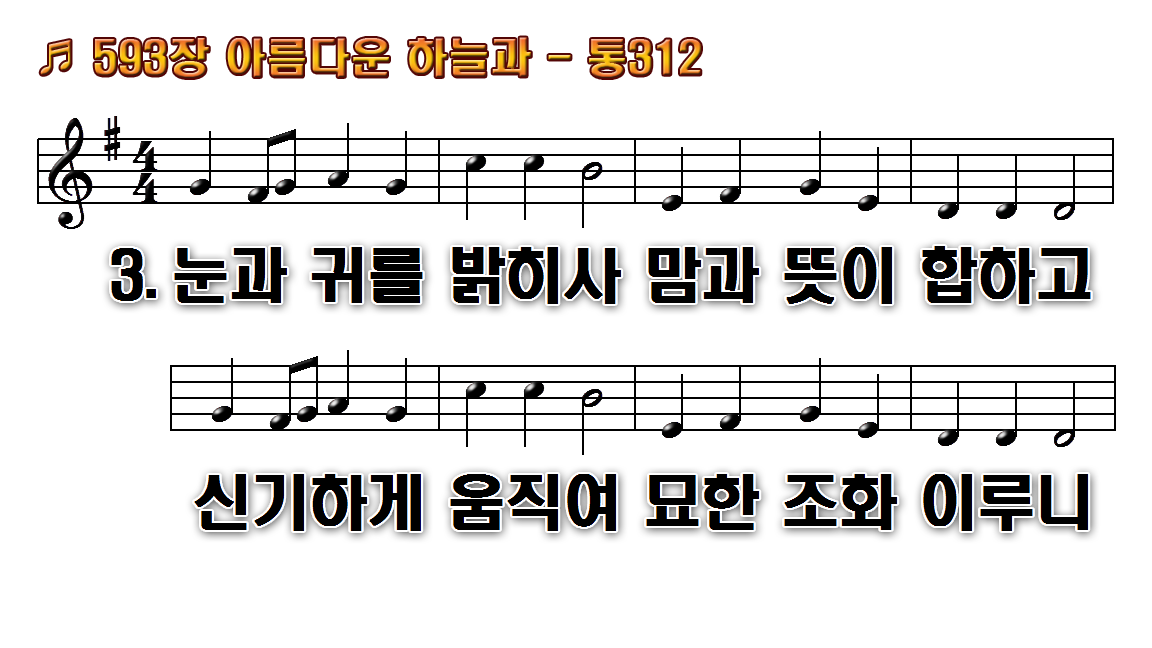 ♬ 593장 아름다운 하늘과 - 통312
3. 눈과 귀를 밝히사 맘과 뜻이 합하고
신기하게 움직여 묘한 조화 이루니